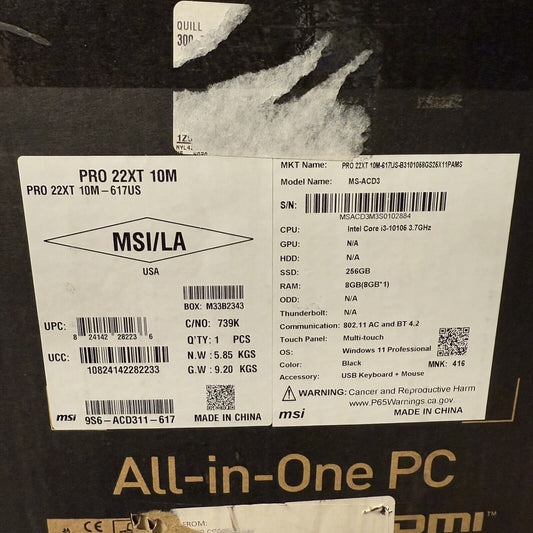 QUILL
300
PRO 22XT 10M
PRO 22XT 10M-617US
MSI/LA
USA
BOX: M33B2343
UPC:
8 24142 28223 6
C/NO: 739K
Q'TY: 1 PCS
UCC:
10824142282233
N.W : 5.85 KGS
G.W : 9.20 KGS
msi
9S6-ACD311-617
MADE IN CHINA
MKT Name: PRO 22XT 10M-617US-B3101058GS25X11PAMS
Model Name: MS-ACD3
S/N:
MSACD3M3S0102884
CPU: Intel Core i3-10105 3.7GHz
GPU: N/A
HDD: N/A
SSD: 256GB
RAM: 8GB(8GB*1)
ODD: N/A
Thunderbolt: N/A
Communication: 802.11 AC and BT 4.2
Touch Panel: Multi-touch
OS: Windows 11 Professional
Color: Black
MNK: 416
Accessory: USB Keyboard + Mouse
WARNING: Cancer and Reproductive Harm
www.P65Warnings.ca.gov
msi
MADE IN CHINA
All-in-One PC
CE
FROM: